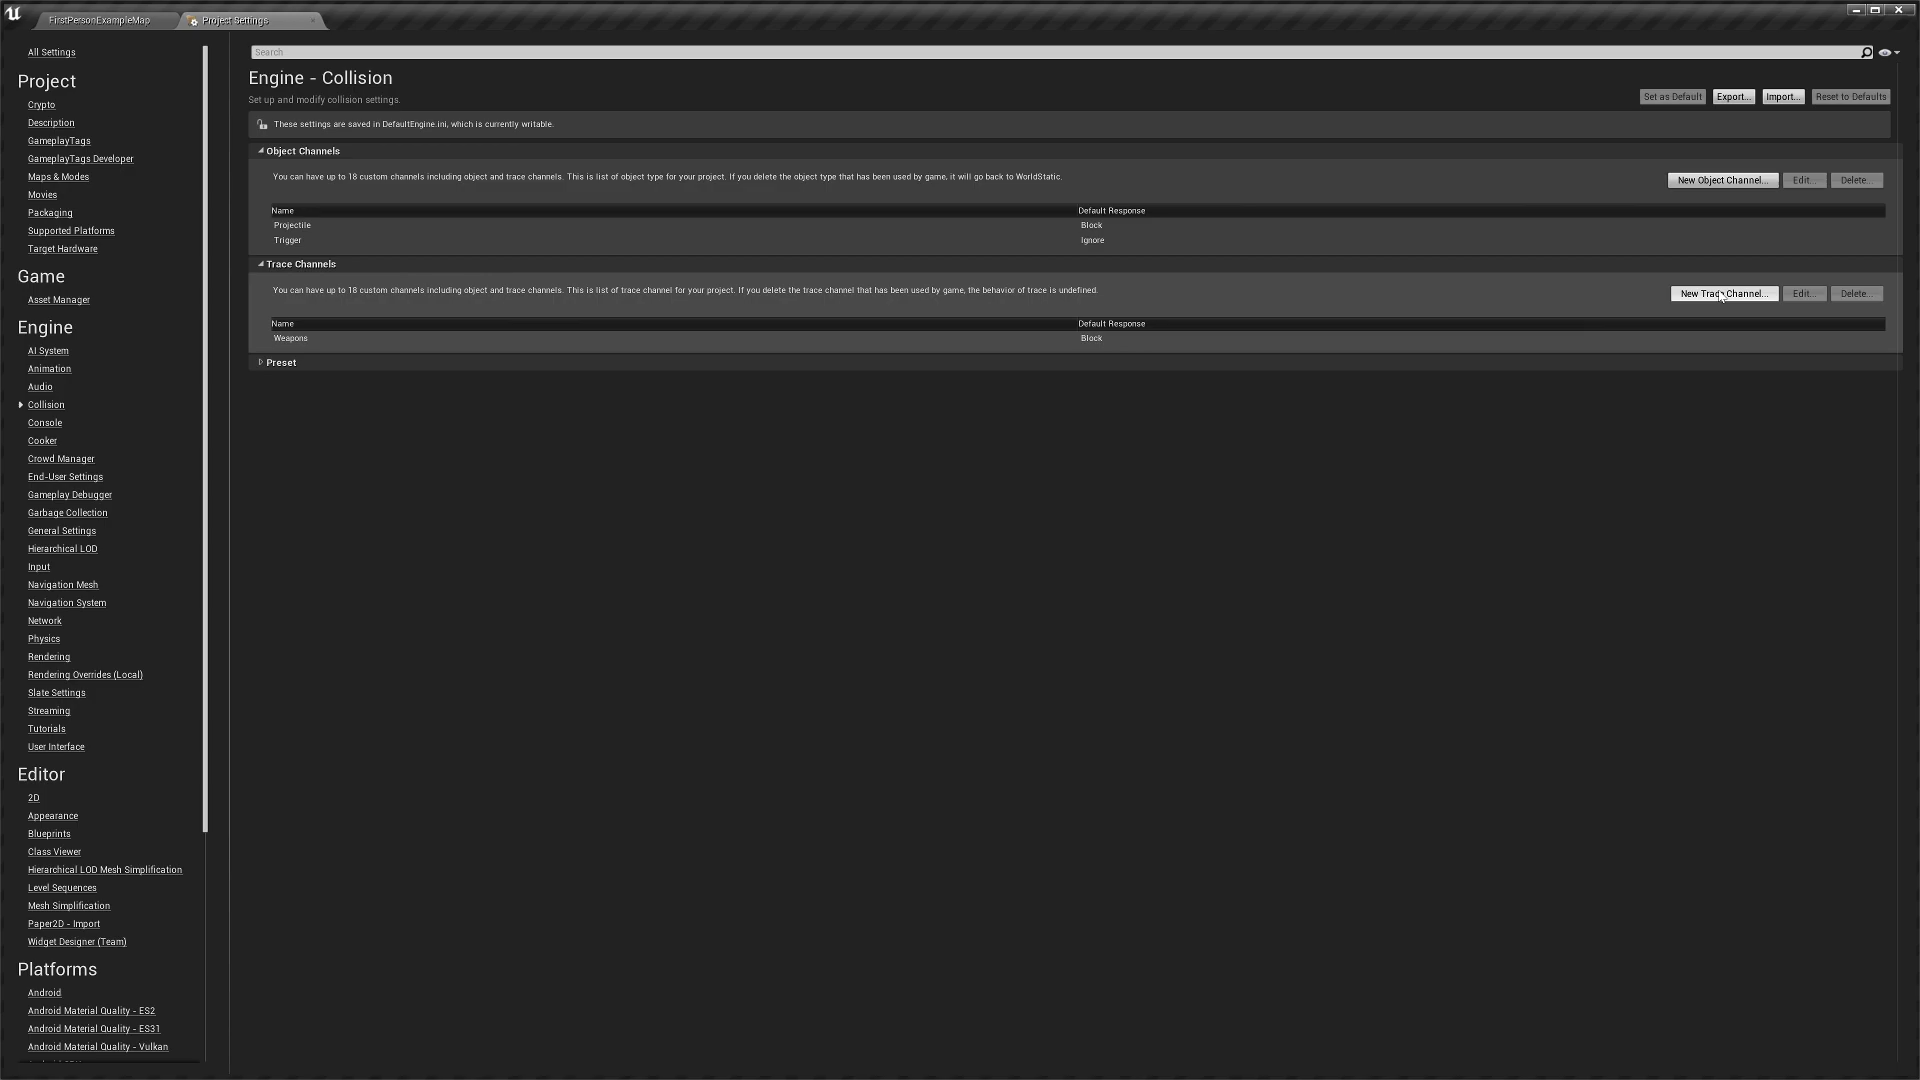 FirstPersonExampleMap
Project Settings
All Settings
Project
Crypto
Description
GameplayTags
GameplayTags Developer
Maps & Modes
Movies
Packaging
Supported Platforms
Target Hardware
Game
Asset Manager
Engine
AI System
Animation
Audio
Collision
Console
Cooker
Crowd Manager
End-User Settings
Gameplay Debugger
Garbage Collection
General Settings
Hierarchical LOD
Input
Navigation Mesh
Navigation System
Network
Physics
Rendering
Rendering Overrides (Local)
Slate Settings
Streaming
Tutorials
User Interface
Editor
2D
Appearance
Blueprints
Class Viewer
Hierarchical LOD Mesh Simplification
Level Sequences
Mesh Simplification
Paper2D - Import
Widget Designer (Team)
Platforms
Android
Android Material Quality - ES2
Android Material Quality - ES31
Android Material Quality - Vulkan
Search
Engine - Collision
Set up and modify collision settings.
Set as Default Export... Import... Reset to Defaults
These settings are saved in DefaultEngine.ini, which is currently writable.
Object Channels
You can have up to 18 custom channels including object and trace channels. This is list of object type for your project. If you delete the object type that has been used by game, it will go back to WorldStatic.
New Object Channel... Edit... Delete...
Name Default Response
Projectile Block
Trigger Ignore
Trace Channels
You can have up to 18 custom channels including object and trace channels. This is list of trace channel for your project. If you delete the trace channel that has been used by game, the behavior of trace is undefined.
New Trace Channel... Edit... Delete...
Name Default Response
Weapons Block
Preset